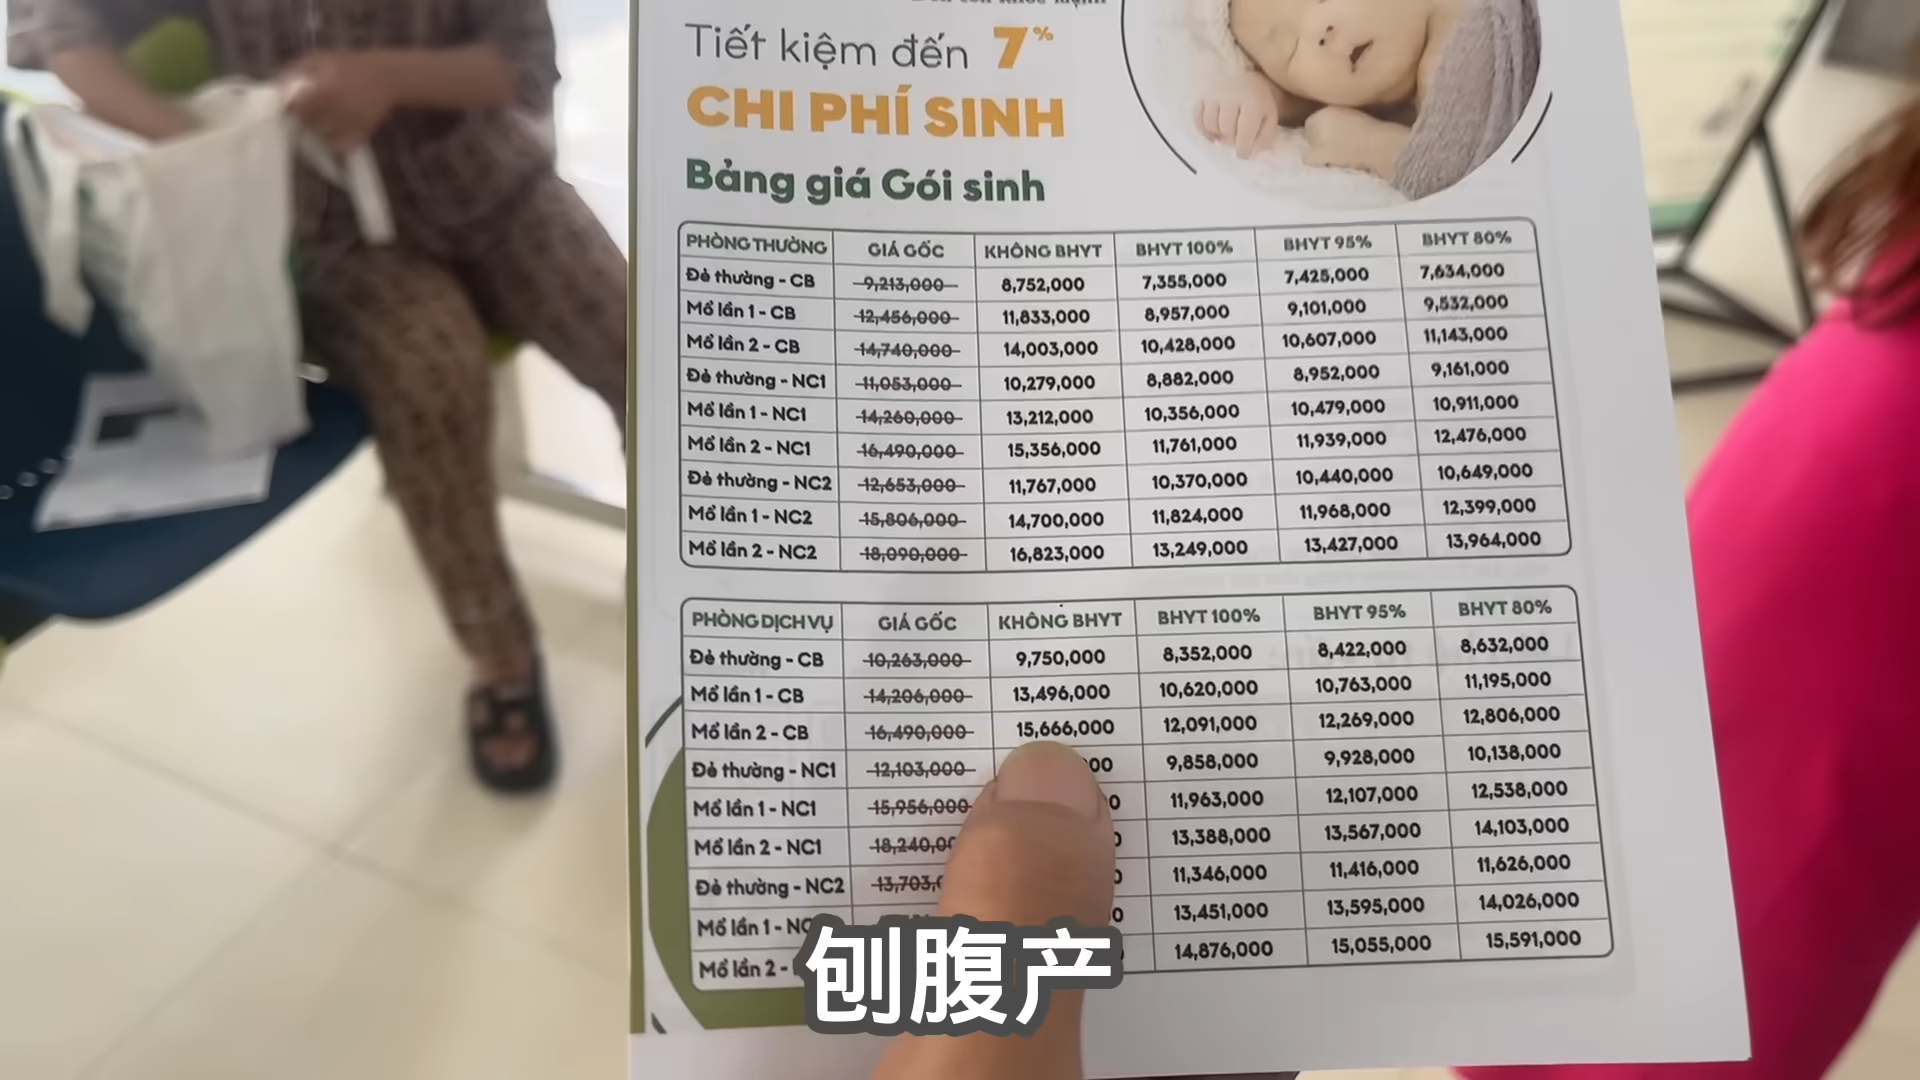 Tiết kiệm đến 7%
CHI PHÍ SINH
Bảng giá Gói sinh
PHÒNG THƯỜNG GIÁ GỐC KHÔNG BHYT BHYT 100% BHYT 95% BHYT 80%
Đẻ thường - CB 9,213,000 8,752,000 7,355,000 7,425,000 7,634,000
Mổ lần 1 - CB 12,456,000 11,833,000 8,957,000 9,101,000 9,532,000
Mổ lần 2 - CB 14,740,000 14,003,000 10,428,000 10,607,000 11,143,000
Đẻ thường - NC1 11,053,000 10,279,000 8,882,000 8,952,000 9,161,000
Mổ lần 1 - NC1 14,260,000 13,212,000 10,356,000 10,479,000 10,911,000
Mổ lần 2 - NC1 16,490,000 15,356,000 11,761,000 11,939,000 12,476,000
Đẻ thường - NC2 12,653,000 11,767,000 10,370,000 10,440,000 10,649,000
Mổ lần 1 - NC2 15,806,000 14,700,000 11,824,000 11,968,000 12,399,000
Mổ lần 2 - NC2 18,090,000 16,823,000 13,249,000 13,427,000 13,964,000
PHÒNG DỊCH VỤ GIÁ GỐC KHÔNG BHYT BHYT 100% BHYT 95% BHYT 80%
Đẻ thường - CB 10,263,000 9,750,000 8,352,000 8,422,000 8,632,000
Mổ lần 1 - CB 14,206,000 13,496,000 10,620,000 10,763,000 11,195,000
Mổ lần 2 - CB 16,490,000 15,666,000 12,091,000 12,269,000 12,806,000
Đẻ thường - NC1 12,103,000 9,858,000 9,928,000 10,138,000
Mổ lần 1 - NC1 15,956,000 11,963,000 12,107,000 12,538,000
Mổ lần 2 - NC1 13,388,000 13,567,000 14,103,000
Đẻ thường - NC2 11,346,000 11,416,000 11,626,000
Mổ lần 1 - 13,451,000 13,595,000 14,026,000
Mổ lần 2 - 14,876,000 15,055,000 15,591,000
刨腹产